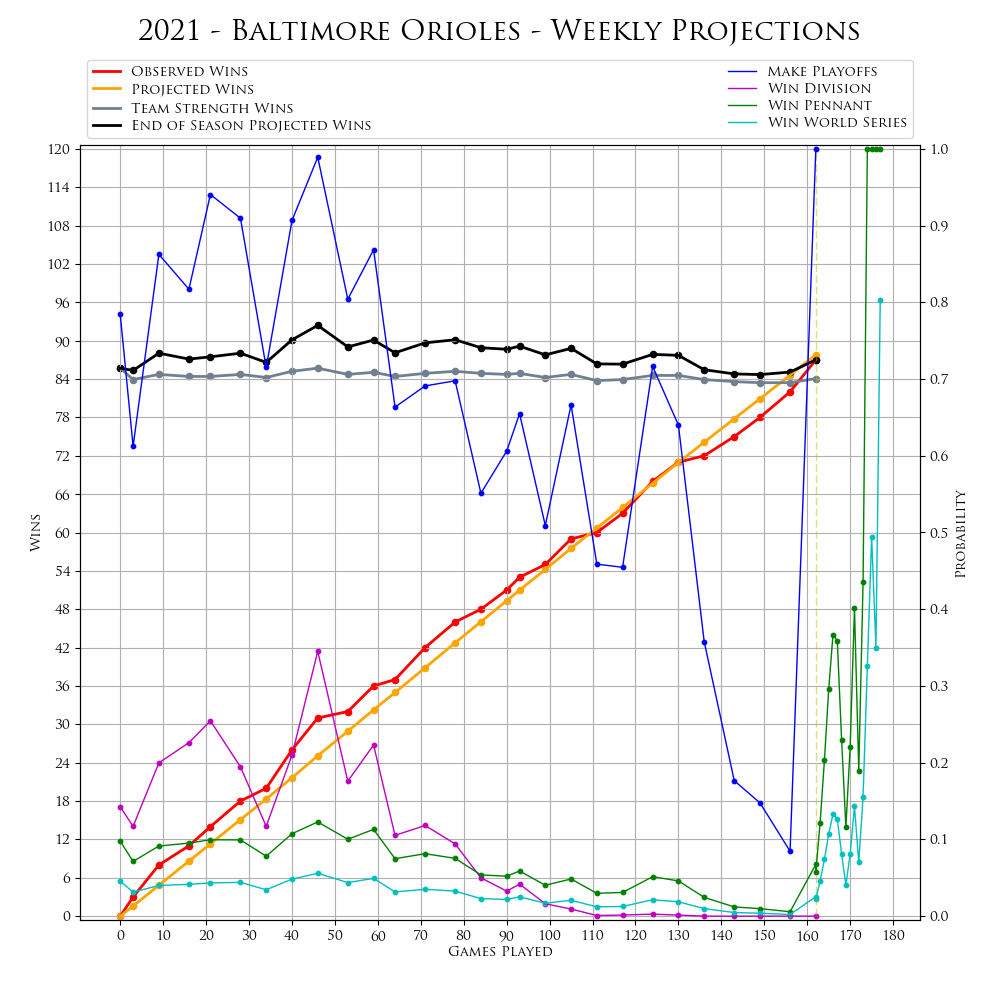 2021 - Baltimore Orioles - Weekly Projections
Observed Wins
Projected Wins
Team Strength Wins
End of Season Projected Wins
Make Playoffs
Win Division
Win Pennant
Win World Series
120
114
108
102
96
90
84
78
72
66
60
54
48
42
36
30
24
18
12
6
0
Wins
1.0
0.9
0.8
0.7
0.6
0.5
0.4
0.3
0.2
0.1
0.0
Probability
0 10 20 30 40 50 60 70 80 90 100 110 120 130 140 150 160 170 180
Games Played